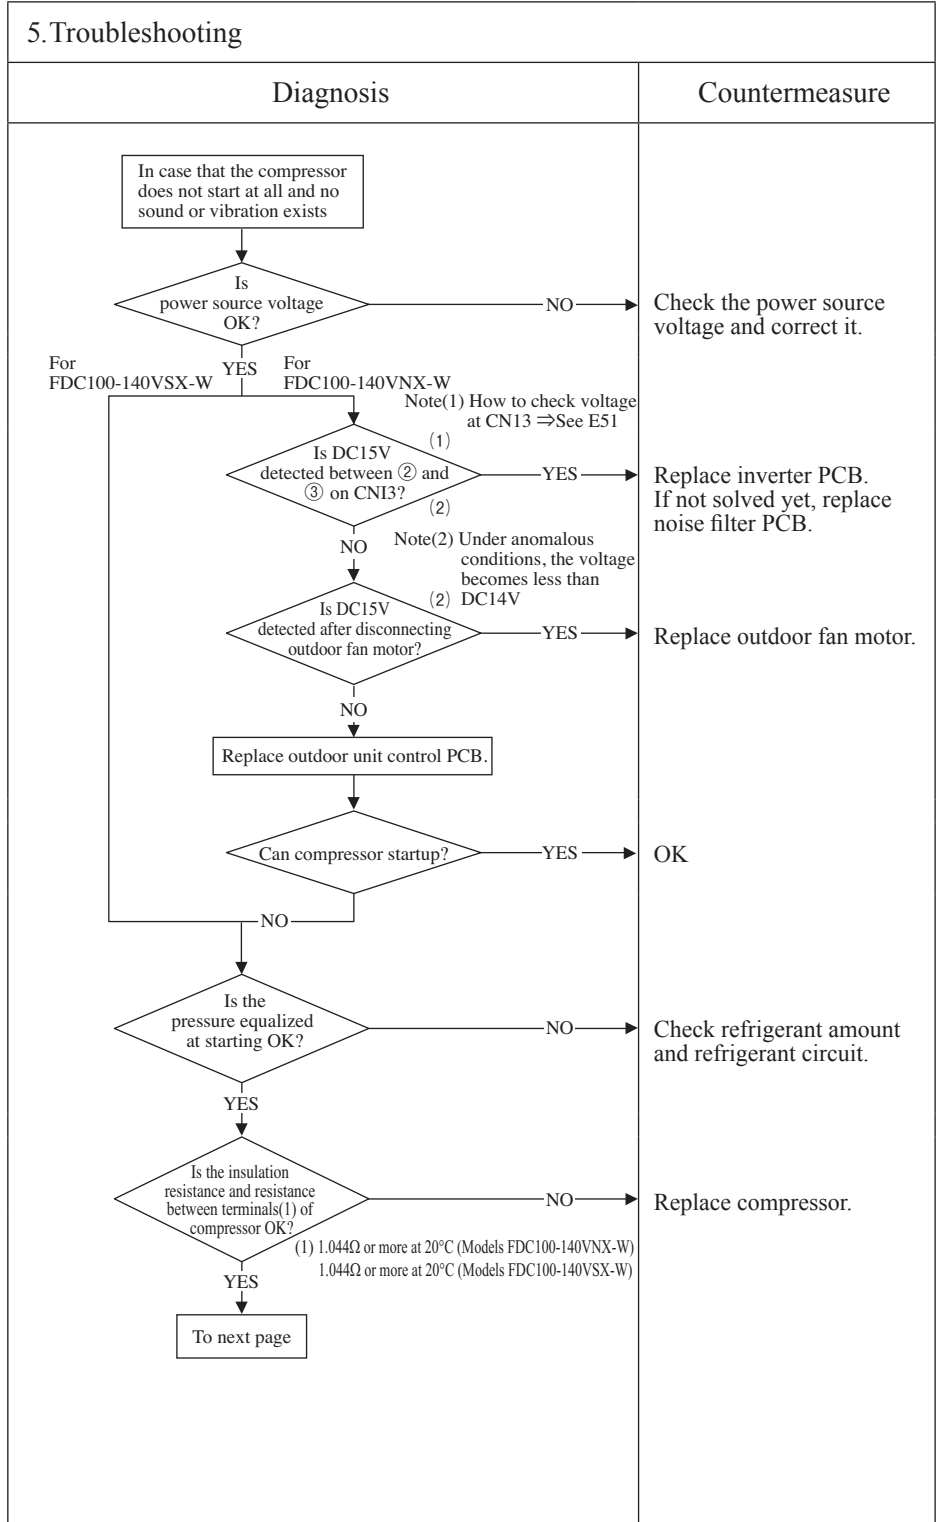 5.Troubleshooting
Diagnosis
Countermeasure
In case that the compressor
does not start at all and no
sound or vibration exists
Is
power source voltage
OK?
NO
Check the power source
voltage and correct it.
YES
For
FDC100-140VSX-W
For
FDC100-140VNX-W
Note(1) How to check voltage
at CN13 ⇒See E51
(1)
Is DC15V
detected between ② and
③ on CNI3?
(2)
YES
Replace inverter PCB.
If not solved yet, replace
noise filter PCB.
NO
Note(2) Under anomalous
conditions, the voltage
becomes less than
DC14V
(2)
Is DC15V
detected after disconnecting
outdoor fan motor?
YES
Replace outdoor fan motor.
NO
Replace outdoor unit control PCB.
Can compressor startup?
YES
OK
NO
Is the
pressure equalized
at starting OK?
NO
Check refrigerant amount
and refrigerant circuit.
YES
Is the insulation
resistance and resistance
between terminals(1) of
compressor OK?
NO
Replace compressor.
(1) 1.044Ω or more at 20°C (Models FDC100-140VNX-W)
1.044Ω or more at 20°C (Models FDC100-140VSX-W)
YES
To next page